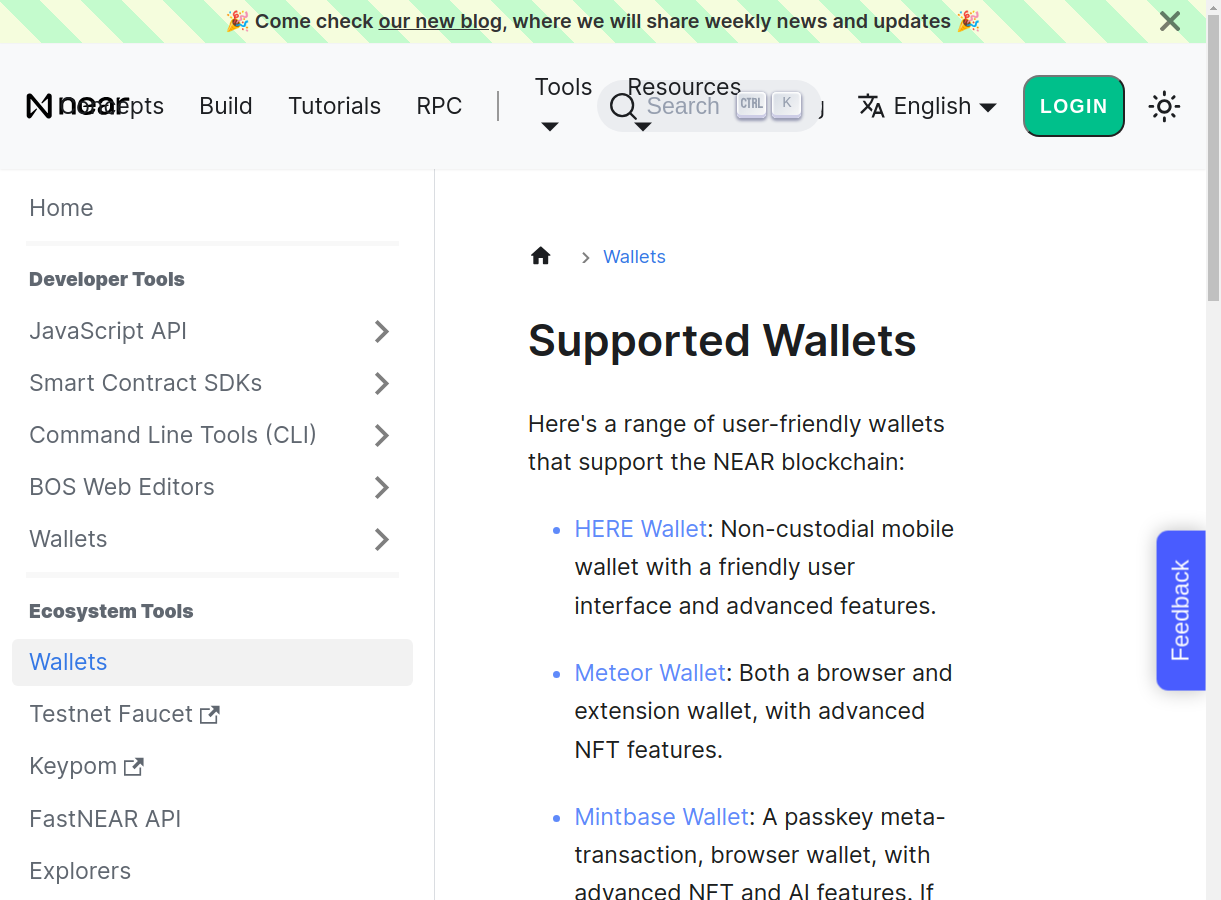 🎉 Come check our new blog, where we will share weekly news and updates 🎉
near
Concepts
Build
Tutorials
RPC
Tools
Resources
Search
CTRL
K
English
LOGIN
Home
Developer Tools
JavaScript API
Smart Contract SDKs
Command Line Tools (CLI)
BOS Web Editors
Wallets
Ecosystem Tools
Wallets
Testnet Faucet
Keypom
FastNEAR API
Explorers
Wallets
Supported Wallets
Here's a range of user-friendly wallets
that support the NEAR blockchain:
HERE Wallet: Non-custodial mobile
wallet with a friendly user
interface and advanced features.
Meteor Wallet: Both a browser and
extension wallet, with advanced
NFT features.
Mintbase Wallet: A passkey meta-
transaction, browser wallet, with
advanced NFT and AI features. If
Feedback